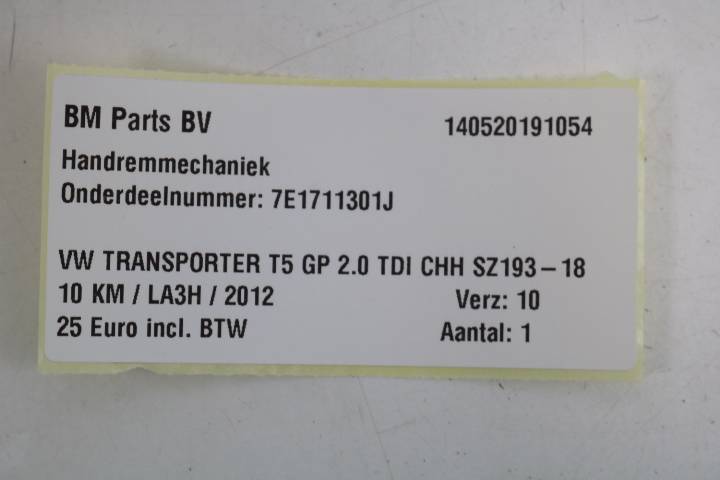 BM Parts BV 140520191054
Handremmechaniek
Onderdeelnummer: 7E1711301J
VW TRANSPORTER T5 GP 2.0 TDI CHH SZ193-18
10 KM / LA3H / 2012 Verz: 10
25 Euro incl. BTW Aantal: 1